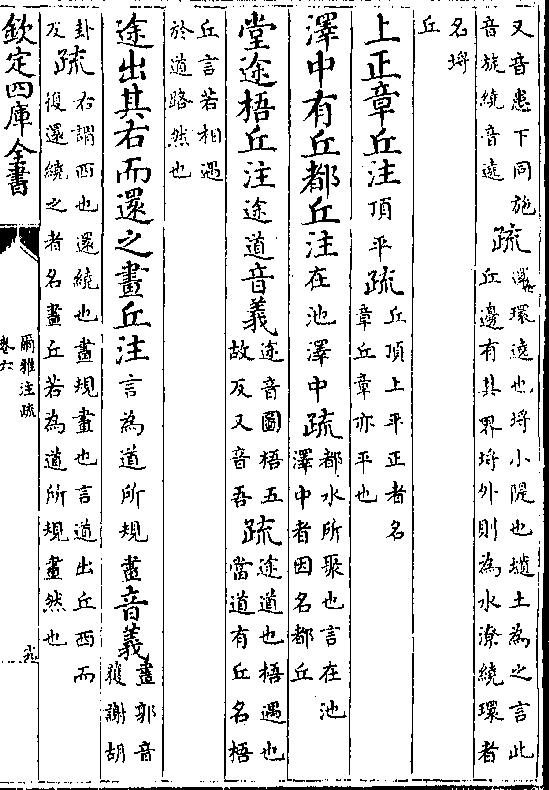 又音患下同施
音旋繞音遶
疏
環遶也埒小隄也壝土為之言此
丘邊有其界埒外則為水潦繞環者
名埒
丘
上正章丘注頂平疏
丘頂上平正者名
章丘章亦平也
澤中有丘都丘注在池澤中疏
都水所聚也言在池
澤中者因名都丘
堂途梧丘注途道音義
途音圖梧五
故反又音吾
疏
途道也梧遇也
當道有丘名梧
丘言若相遇
於道路然也
途出其右而還之畫丘注言為道所規畫音義
畫郭音
獲謝胡
卦
反
疏
右謂西也還繞也畫規畫也言道出丘西而
復還繞之者名畫丘若為道所規畫然也
欽定四庫全書
爾雅注疏
卷六